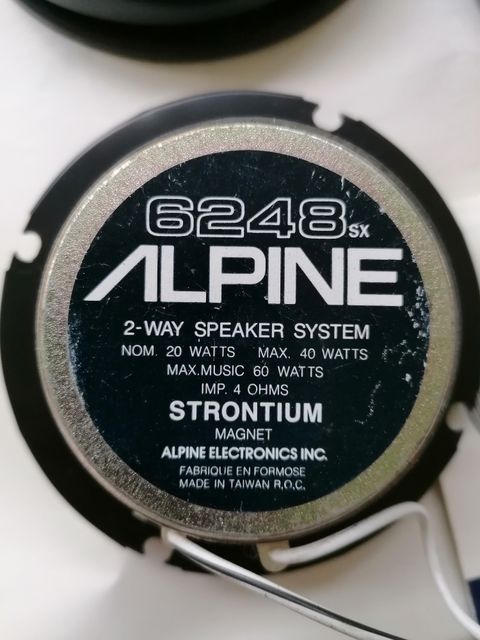 6248SX
ALPINE
2-WAY SPEAKER SYSTEM
NOM. 20 WATTS MAX. 40 WATTS
MAX.MUSIC 60 WATTS
IMP. 4 OHMS
STRONTIUM
MAGNET
ALPINE ELECTRONICS INC.
FABRIQUE EN FORMOSE
MADE IN TAIWAN R.O.C.